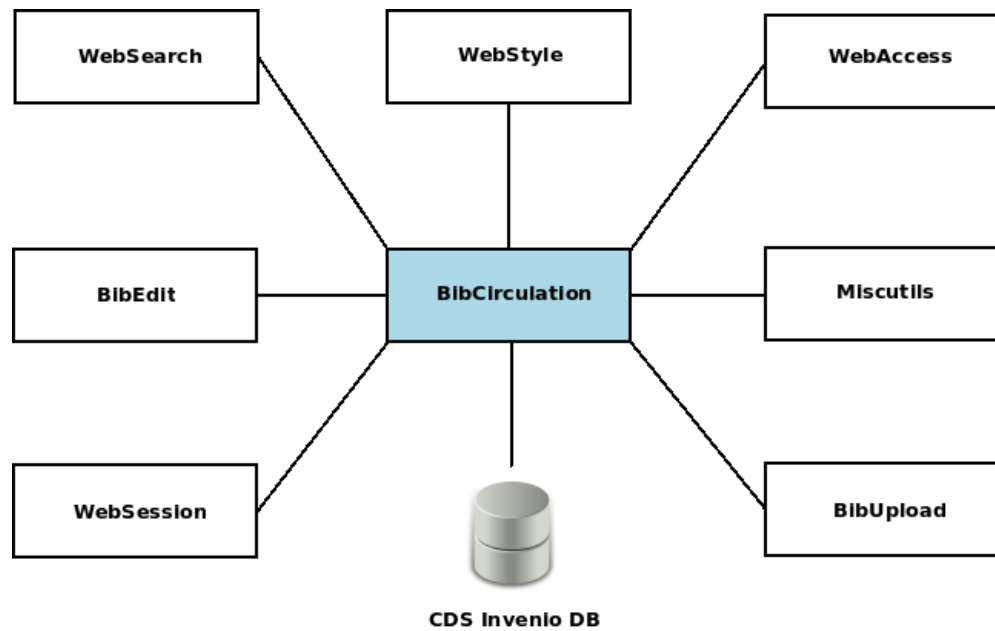 WebSearch
WebStyle
WebAccess
BibEdit
BibCirculation
Miscutils
WebSession
BibUpload
CDS Invenio DB